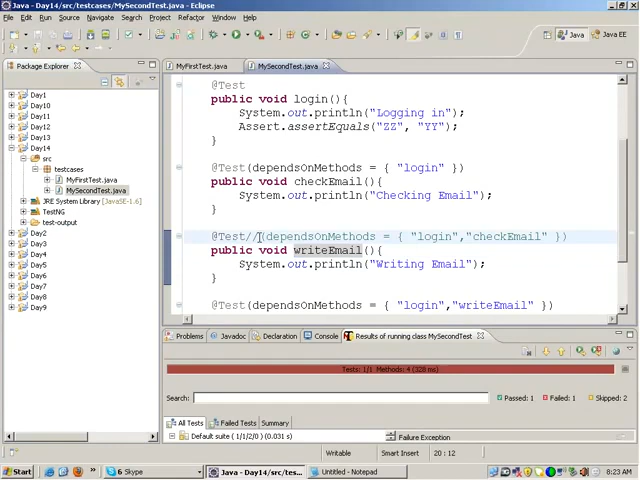 Java - Day14/src/testcases/MySecondTest.java - Eclipse
File Edit Run Source Navigate Search Project Refactor Window Help
Java
Java EE
Package Explorer
MyFirstTest.java
MySecondTest.java
Day1
Day10
Day11
Day12
Day13
Day14
src
testcases
MyFirstTest.java
MySecondTest.java
JRE System Library [JavaSE-1.6]
TestNG
test-output
Day2
Day3
Day4
Day5
Day6
Day7
Day8
Day9
@Test
public void login(){
System.out.println("Logging in");
Assert.assertEquals("ZZ", "YY");
}
@Test(dependsOnMethods = { "login" })
public void checkEmail(){
System.out.println("Checking Email");
}
@Test//(dependsOnMethods = { "login","checkEmail" })
public void writeEmail(){
System.out.println("Writing Email");
}
@Test(dependsOnMethods = { "login","writeEmail" })
Problems
Javadoc
Declaration
Console
Results of running class MySecondTest
Tests: 1/1 Methods: 4 (328 ms)
Search:
Passed: 1
Failed: 1
Skipped: 2
All Tests
Failed Tests
Summary
Default suite ( 1/1/2/0 ) (0.031 s)
Failure Exception
Writable
Smart Insert
20 : 12
Start
6 Skype
Java - Day14/src/tes...
Untitled - Notepad
8:23 AM